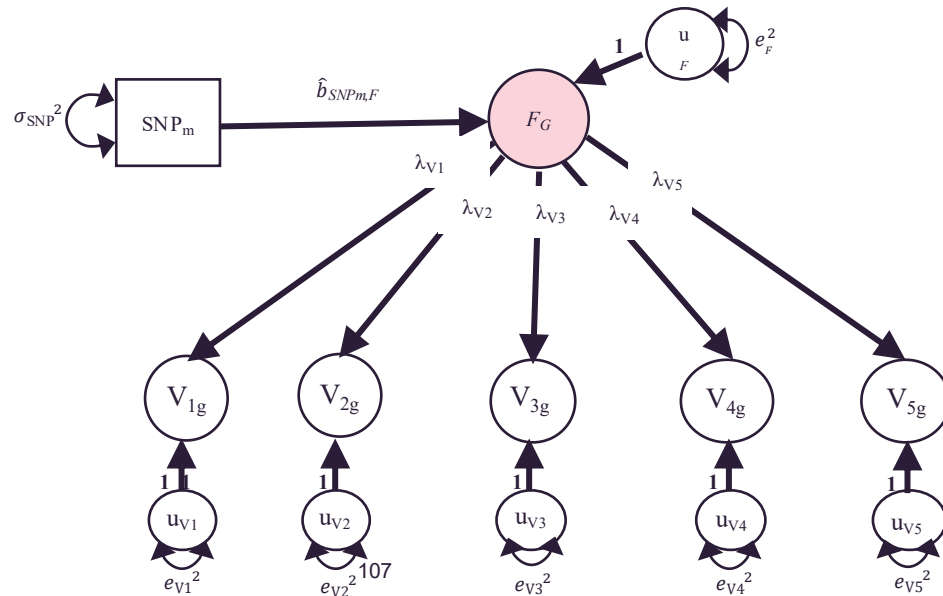 u
1
F
e_F^2
b̂_SNPm,F
σ_SNP^2
SNP_m
F_G
λ_V1
λ_V2
λ_V3
λ_V4
λ_V5
V_1g
V_2g
V_3g
V_4g
V_5g
1 1
1
1
1
1
u_V1
u_V2
u_V3
u_V4
u_V5
e_V1^2
e_V2^2
107
e_V3^2
e_V4^2
e_V5^2